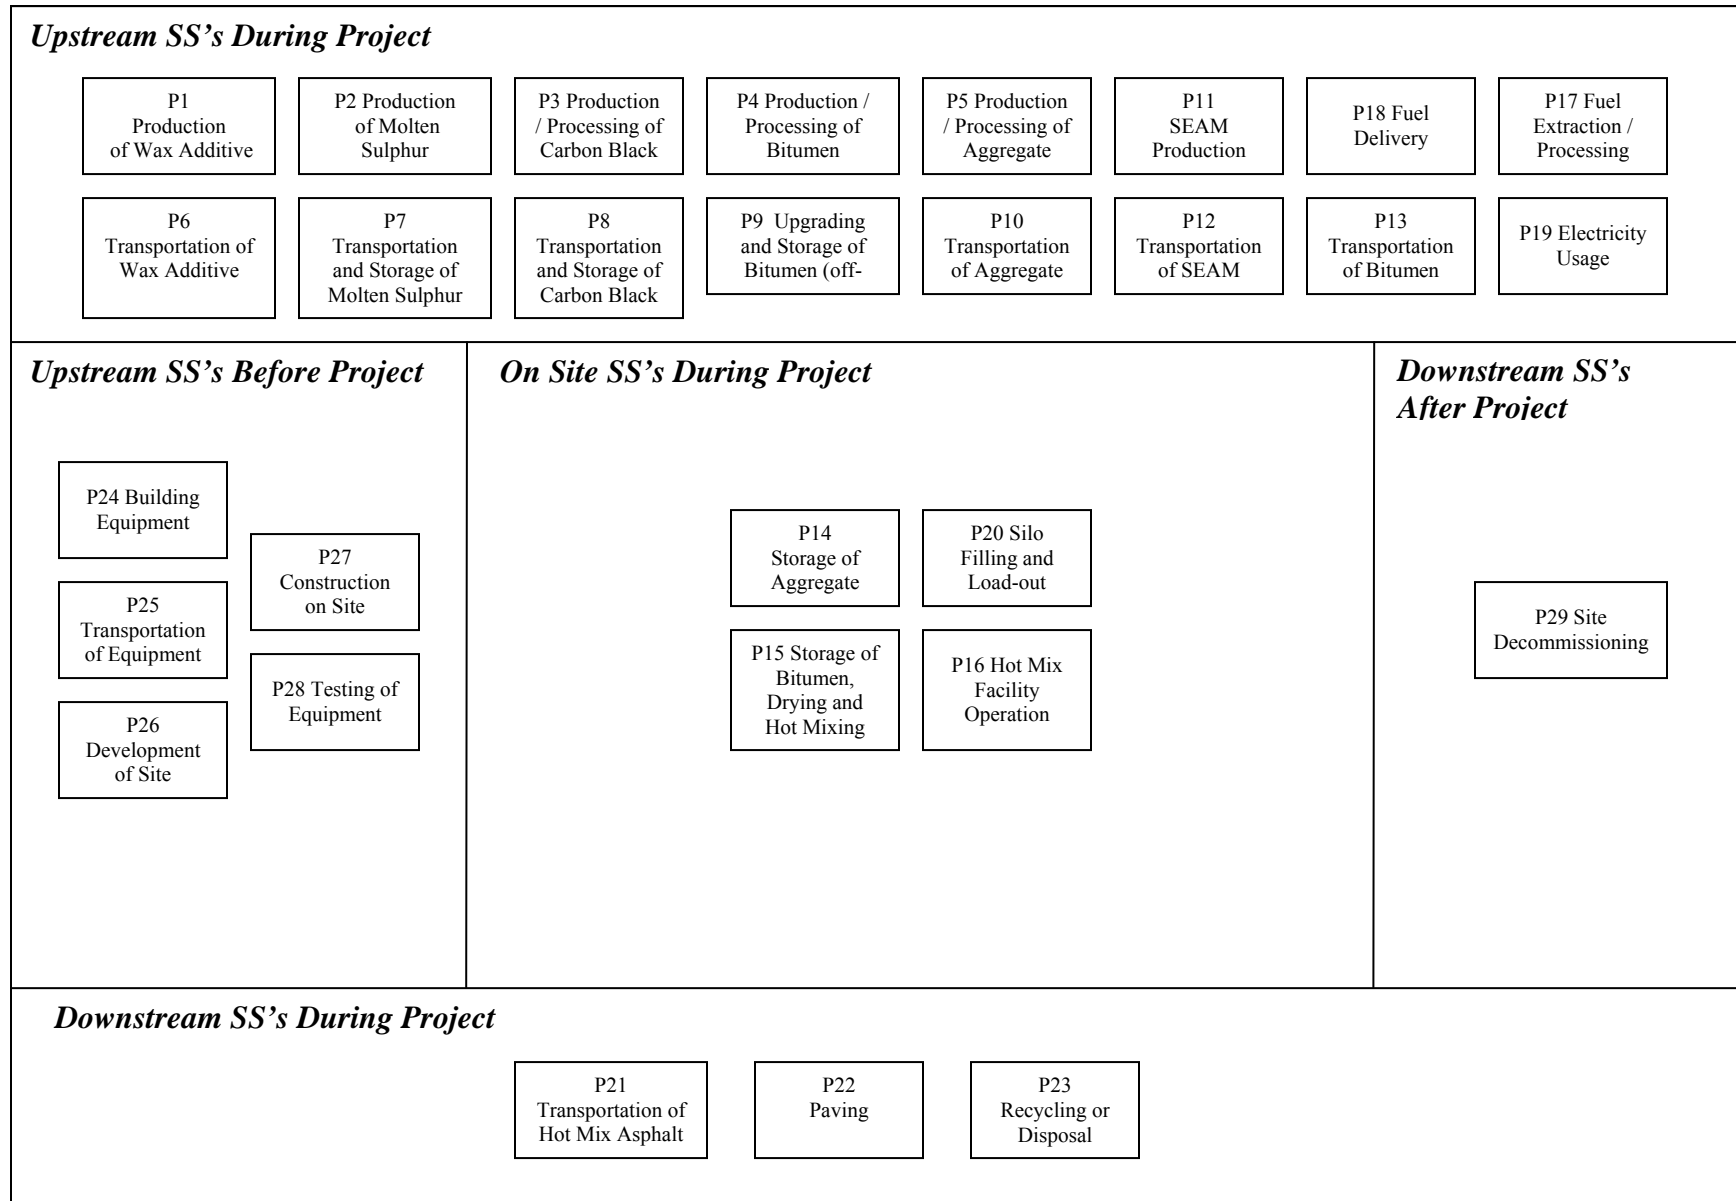 Upstream SS’s During Project
P1
Production
of Wax Additive
P2 Production
of Molten
Sulphur
P3 Production
/ Processing of
Carbon Black
P4 Production /
Processing of
Bitumen
P5 Production
/ Processing of
Aggregate
P11
SEAM
Production
P18 Fuel
Delivery
P17 Fuel
Extraction /
Processing
P6
Transportation of
Wax Additive
P7
Transportation
and Storage of
Molten Sulphur
P8
Transportation
and Storage of
Carbon Black
P9 Upgrading
and Storage of
Bitumen (off-
P10
Transportation
of Aggregate
P12
Transportation
of SEAM
P13
Transportation
of Bitumen
P19 Electricity
Usage
Upstream SS’s Before Project
P24 Building
Equipment
P25
Transportation
of Equipment
P26
Development
of Site
P27
Construction
on Site
P28 Testing of
Equipment
On Site SS’s During Project
P14
Storage of
Aggregate
P20 Silo
Filling and
Load-out
P15 Storage of
Bitumen,
Drying and
Hot Mixing
P16 Hot Mix
Facility
Operation
Downstream SS’s
After Project
P29 Site
Decommissioning
Downstream SS’s During Project
P21
Transportation of
Hot Mix Asphalt
P22
Paving
P23
Recycling or
Disposal